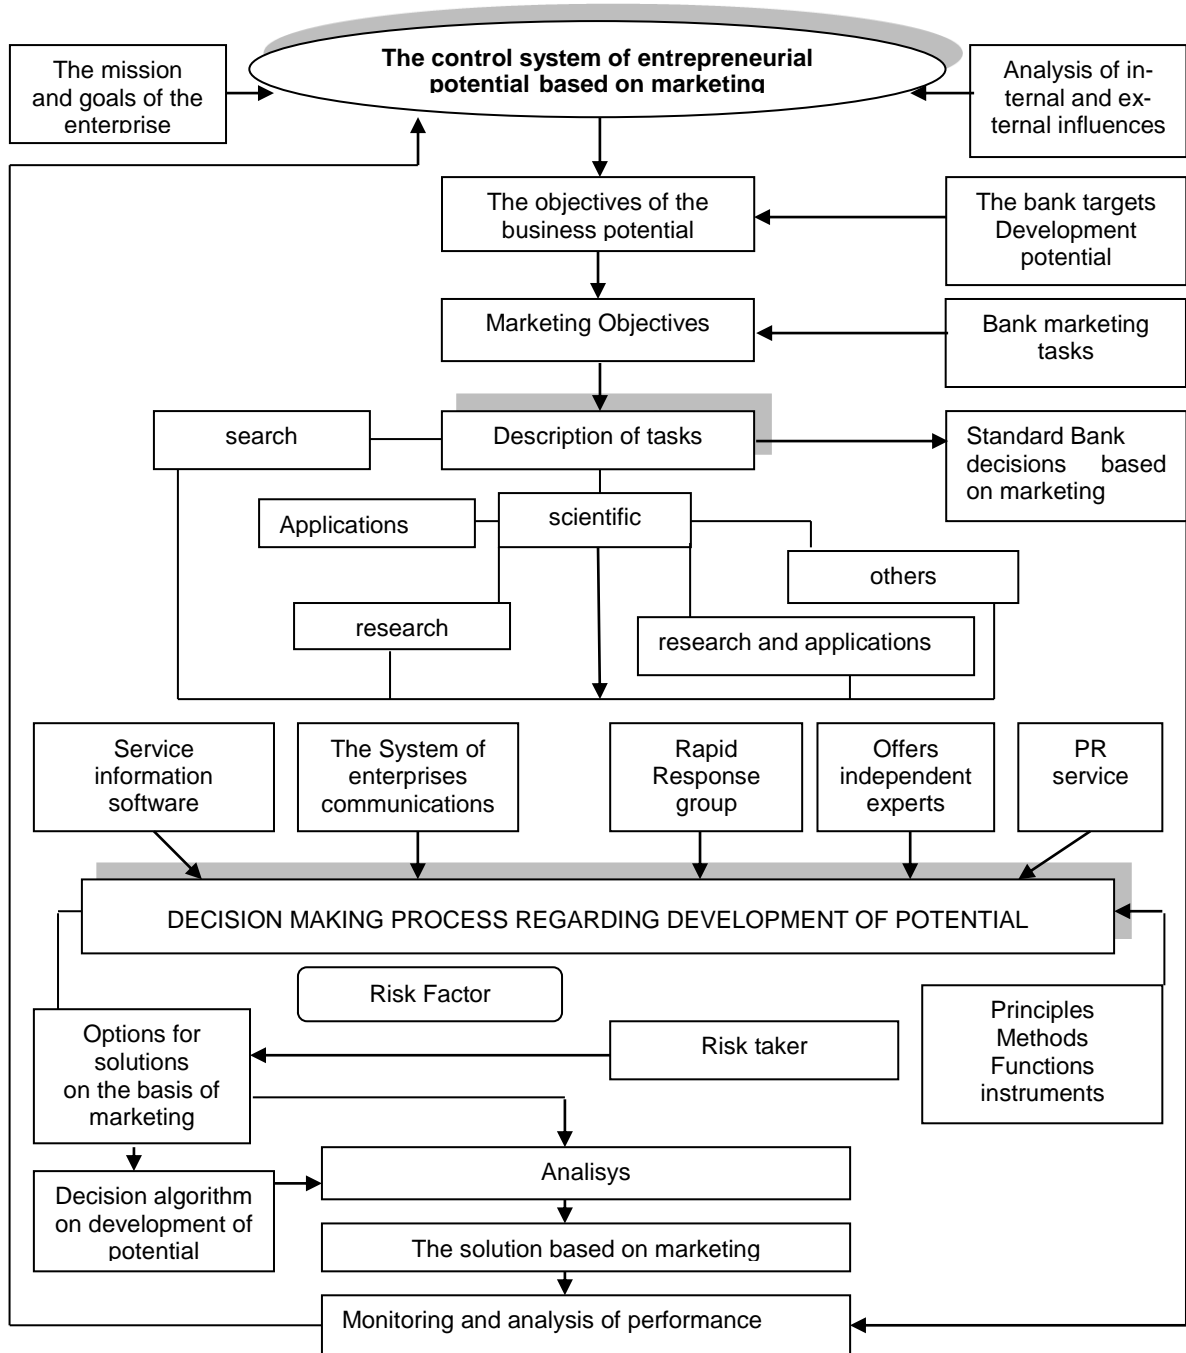 The control system of entrepreneurial
potential based on marketing
The mission
and goals of the
enterprise
Analysis of in-
ternal and ex-
ternal influences
The objectives of the
business potential
The bank targets
Development
potential
Marketing Objectives
Bank marketing
tasks
search
Description of tasks
Standard Bank
decisions based
on marketing
Applications
scientific
others
research
research and applications
Service
information
software
The System of
enterprises
communications
Rapid
Response
group
Offers
independent
experts
PR
service
DECISION MAKING PROCESS REGARDING DEVELOPMENT OF POTENTIAL
Risk Factor
Options for
solutions
on the basis of
marketing
Risk taker
Principles
Methods
Functions
instruments
Analisys
Decision algorithm
on development of
potential
The solution based on marketing
Monitoring and analysis of performance